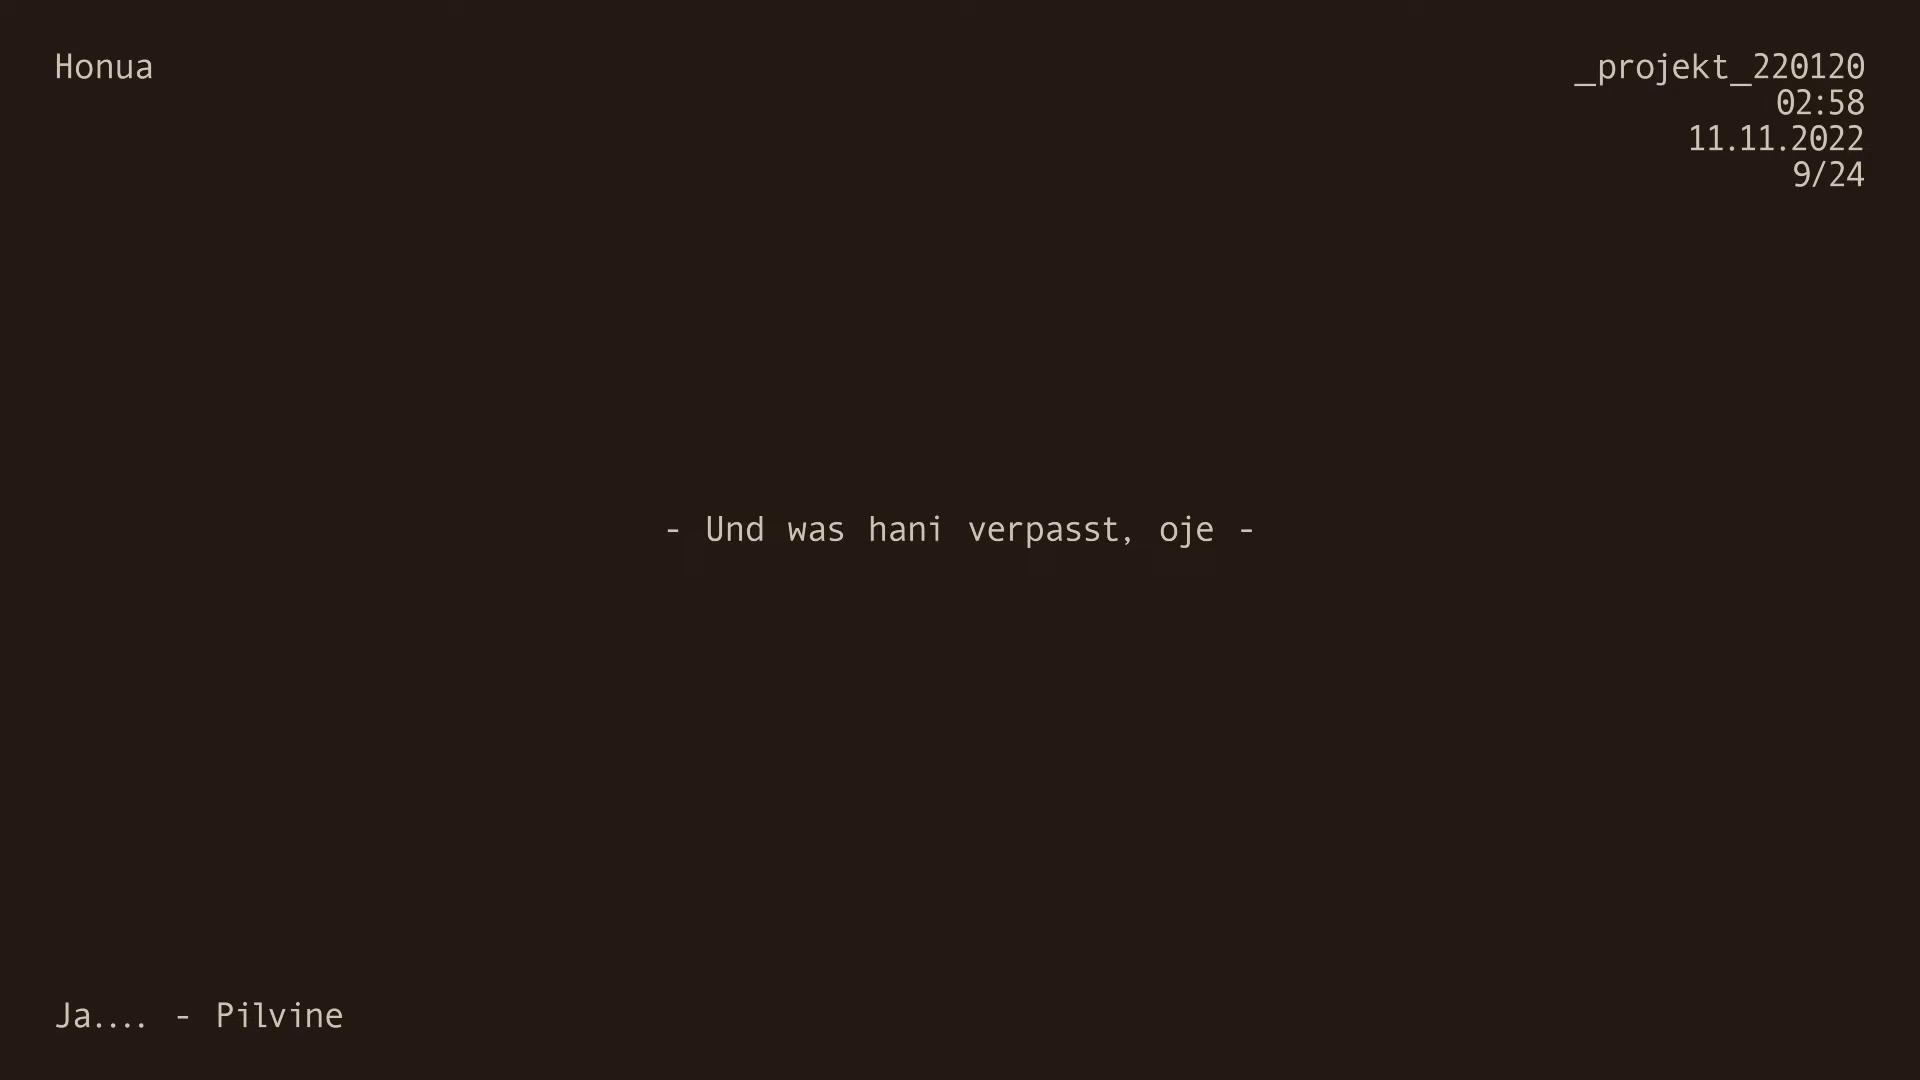 Honua
_projekt_220120
02:58
11.11.2022
9/24
- Und was hani verpasst, oje -
Ja.... - Pilvine